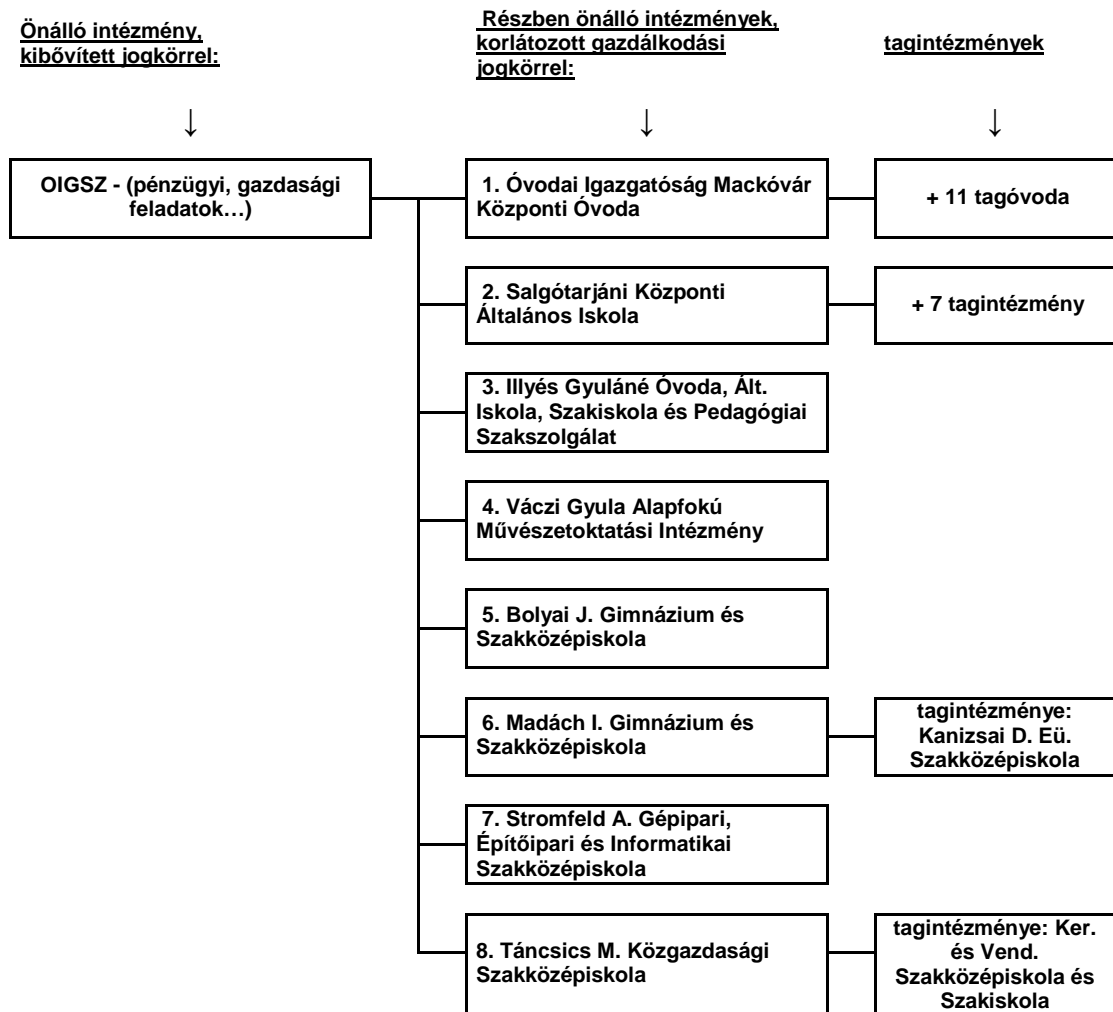 Önálló intézmény,
kibővített jogkörrel:
Részben önálló intézmények,
korlátozott gazdálkodási
jogkörrel:
tagintézmények
↓
↓
↓
OIGSZ - (pénzügyi, gazdasági
feladatok…)
1. Óvodai Igazgatóság Mackóvár
Központi Óvoda
+ 11 tagóvoda
2. Salgótarjáni Központi
Általános Iskola
+ 7 tagintézmény
3. Illyés Gyuláné Óvoda, Ált.
Iskola, Szakiskola és Pedagógiai
Szakszolgálat
4. Váczi Gyula Alapfokú
Művészetoktatási Intézmény
5. Bolyai J. Gimnázium és
Szakközépiskola
6. Madách I. Gimnázium és
Szakközépiskola
tagintézménye:
Kanizsai D. Eü.
Szakközépiskola
7. Stromfeld A. Gépipari,
Építőipari és Informatikai
Szakközépiskola
8. Táncsics M. Közgazdasági
Szakközépiskola
tagintézménye: Ker.
és Vend.
Szakközépiskola és
Szakiskola